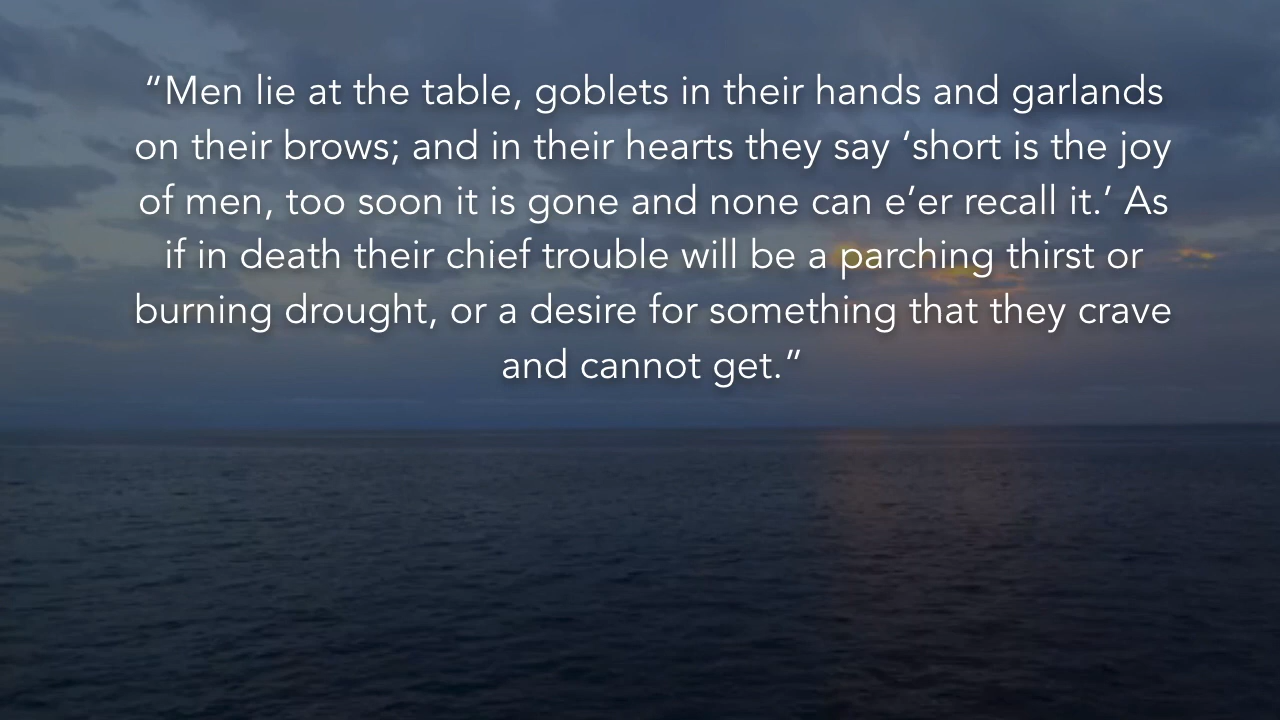 “Men lie at the table, goblets in their hands and garlands
on their brows; and in their hearts they say ‘short is the joy
of men, too soon it is gone and none can e’er recall it.’ As
if in death their chief trouble will be a parching thirst or
burning drought, or a desire for something that they crave
and cannot get.”